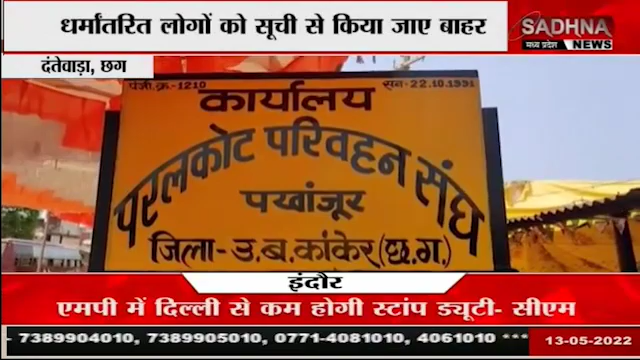 धर्मांतरित लोगों को सूची से किया जाए बाहर
SADHNA
मध्य प्रदेश NEWS
दंतेवाड़ा, छग
पंजी.क्र.-1210 सन-22.10.1991
कार्यालय
परलकोट परिवहन संघ
पखांजूर
जिला-उ.ब.कांकेर(छ.ग.)
इंदौर
एमपी में दिल्ली से कम होगी स्टांप ड्यूटी- सीएम
- 7389904010, 7389905010, 0771-4081010, 4061010 ***
13-05-2022